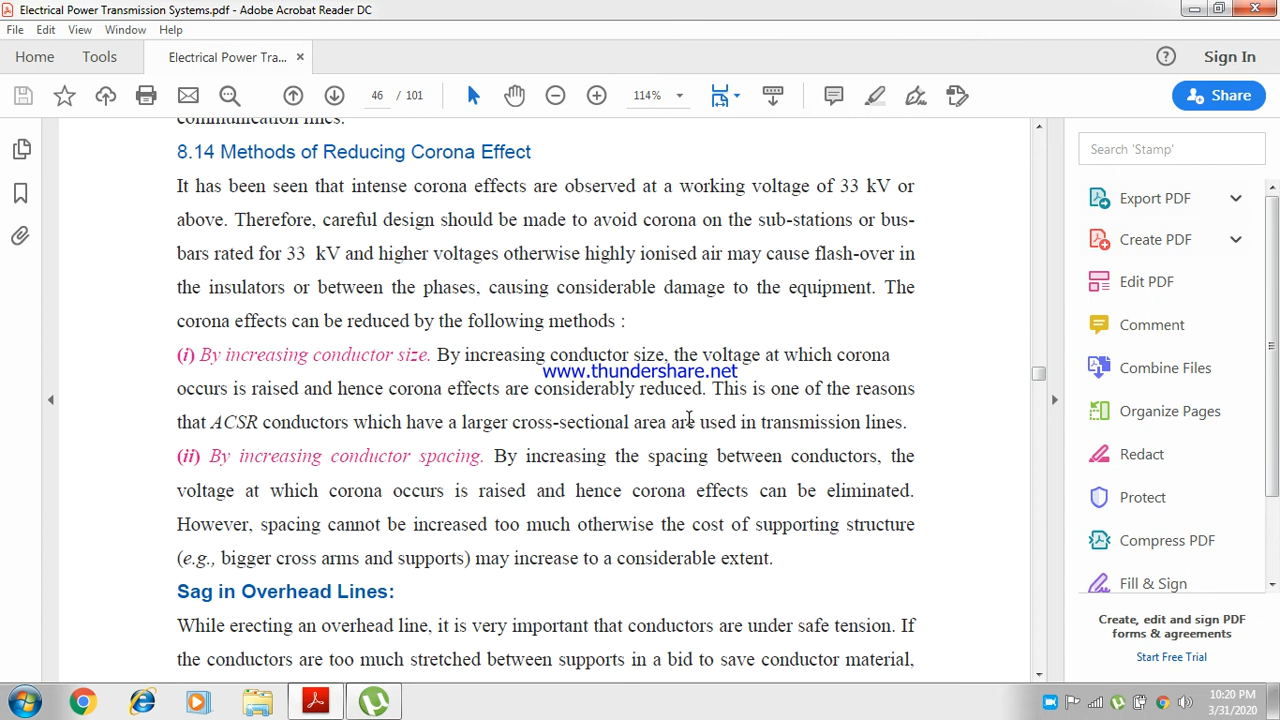 Electrical Power Transmission Systems.pdf - Adobe Acrobat Reader DC
File Edit View Window Help
Home Tools Electrical Power Tra... × ? Sign In
46 / 101 114% Share
communication lines.
8.14 Methods of Reducing Corona Effect
It has been seen that intense corona effects are observed at a working voltage of 33 kV or
above. Therefore, careful design should be made to avoid corona on the sub-stations or bus-
bars rated for 33 kV and higher voltages otherwise highly ionised air may cause flash-over in
the insulators or between the phases, causing considerable damage to the equipment. The
corona effects can be reduced by the following methods :
(i) By increasing conductor size. By increasing conductor size, the voltage at which corona
www.thundershare.net
occurs is raised and hence corona effects are considerably reduced. This is one of the reasons
that ACSR conductors which have a larger cross-sectional area are used in transmission lines.
(ii) By increasing conductor spacing. By increasing the spacing between conductors, the
voltage at which corona occurs is raised and hence corona effects can be eliminated.
However, spacing cannot be increased too much otherwise the cost of supporting structure
(e.g., bigger cross arms and supports) may increase to a considerable extent.
Sag in Overhead Lines:
While erecting an overhead line, it is very important that conductors are under safe tension. If
the conductors are too much stretched between supports in a bid to save conductor material,
Search 'Stamp'
Export PDF
Create PDF
Edit PDF
Comment
Combine Files
Organize Pages
Redact
Protect
Compress PDF
Fill & Sign
Create, edit and sign PDF
forms & agreements
Start Free Trial
10:20 PM
3/31/2020